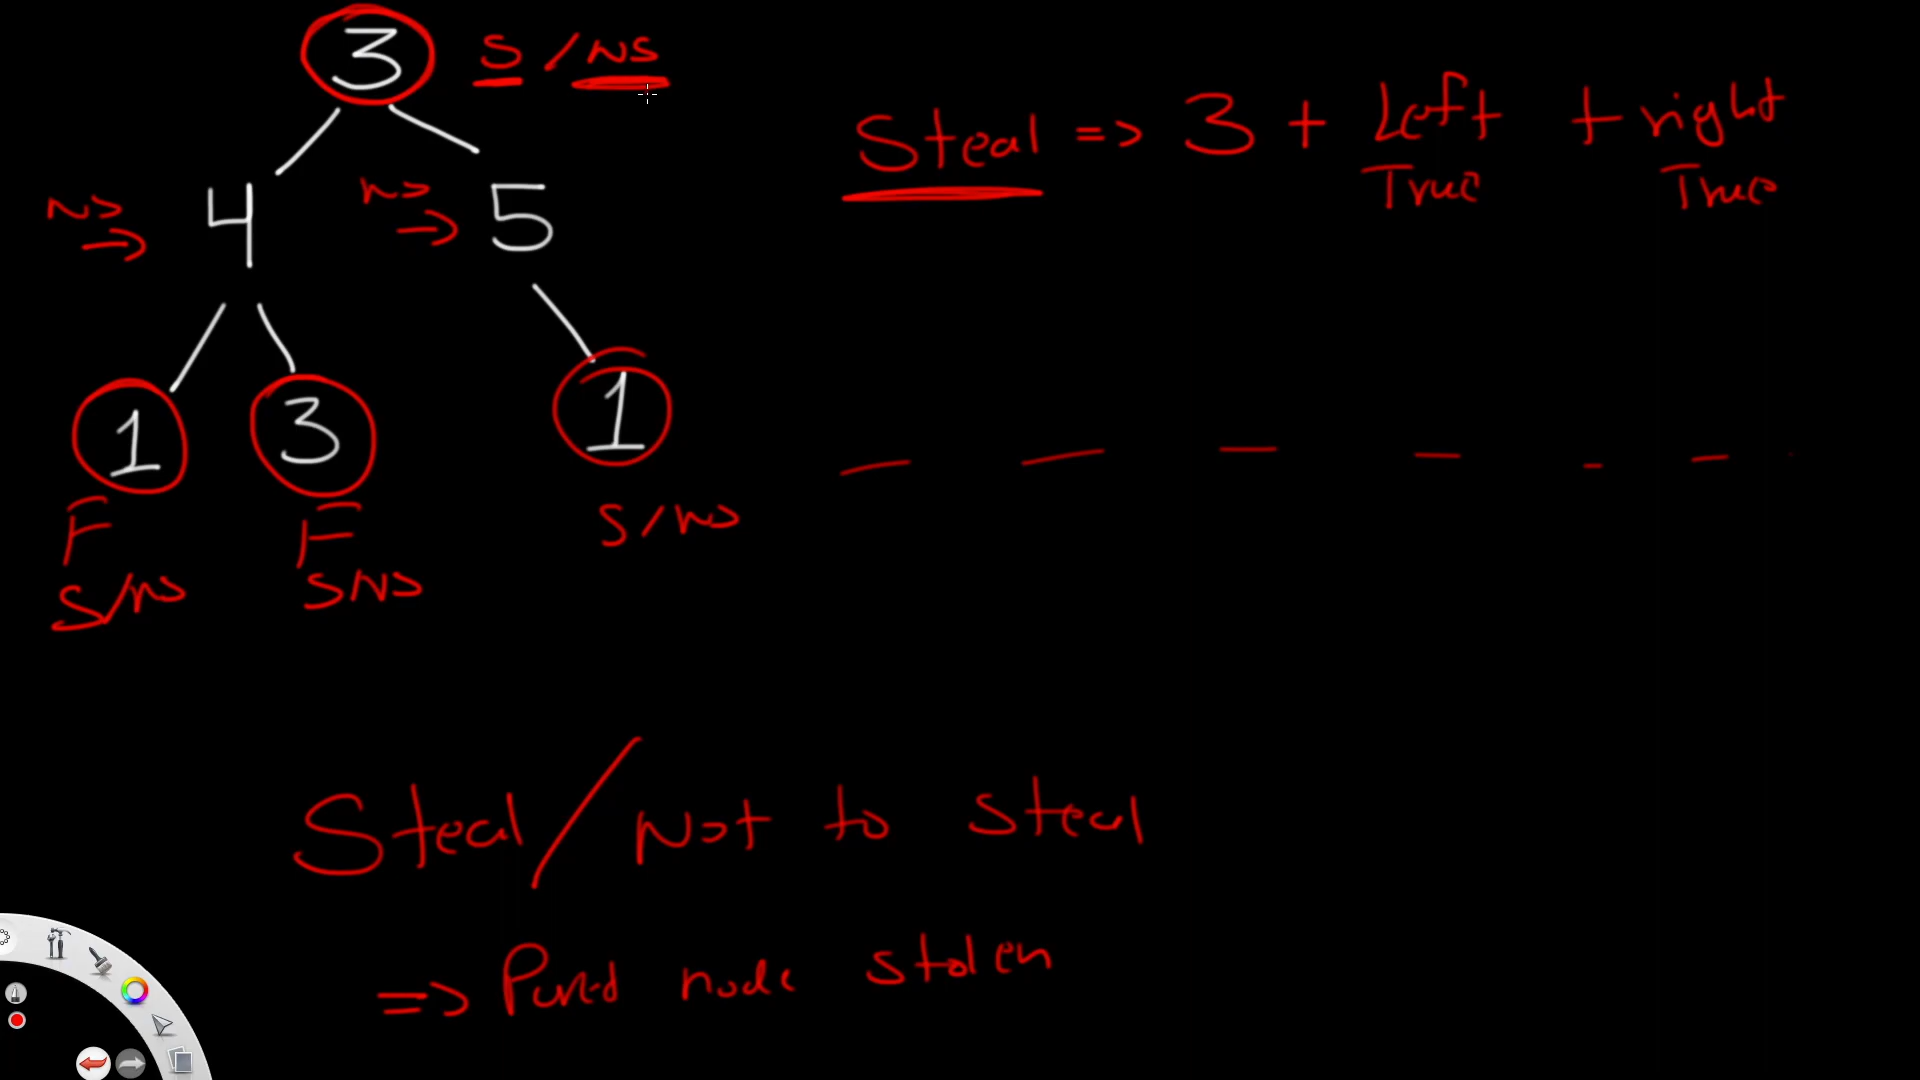 3 S / NS
Steal => 3 + Left + right
True True
ns => 4 ns => 5
1 3 1
F F S/ns
S/ns SNS
Steal / Not to steal
=> node stolen